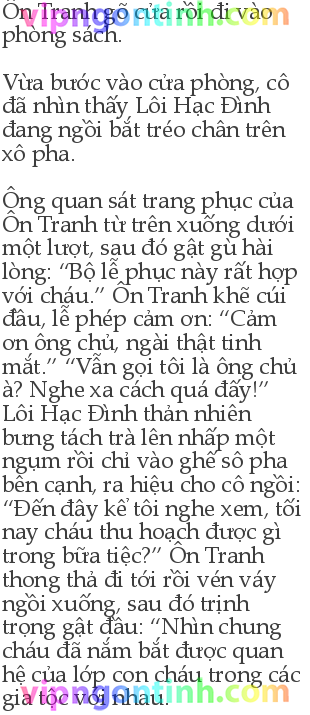 Ôn Tranh gõ cửa rồi đi vào
phòng sách.
Vừa bước vào cửa phòng, cô
đã nhìn thấy Lôi Hạc Đình
đang ngồi bắt tréo chân trên
xô pha.
Ông quan sát trang phục của
Ôn Tranh từ trên xuống dưới
một lượt, sau đó gật gù hài
lòng: “Bộ lễ phục này rất hợp
với cháu.” Ôn Tranh khẽ cúi
đầu, lễ phép cảm ơn: “Cảm
ơn ông chủ, ngài thật tinh
mắt.” “Vẫn gọi tôi là ông chủ
à? Nghe xa cách quá đấy!”
Lôi Hạc Đình thản nhiên
bưng tách trà lên nhấp một
ngụm rồi chỉ vào ghế sô pha
bên cạnh, ra hiệu cho cô ngồi:
“Đến đây kể tôi nghe xem, tối
nay cháu thu hoạch được gì
trong bữa tiệc?” Ôn Tranh
thong thả đi tới rồi vén váy
ngồi xuống, sau đó trịnh
trọng gật đầu: “Nhìn chung
cháu đã nắm bắt được quan
hệ của lớp con cháu trong các
gia tộc với nhau.
vipngontinh.com
vipngontinh.com